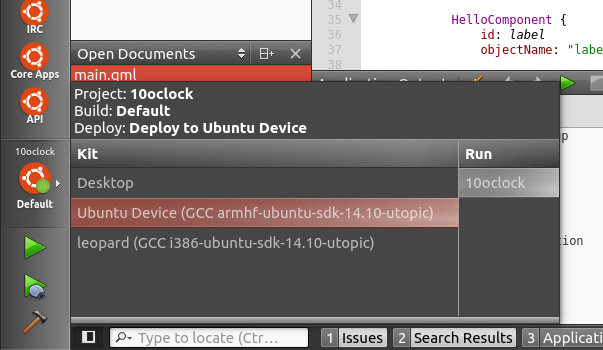 34
35 HelloComponent {
36 id: label
37 objectName: "labe
38
IRC
Core Apps
API
Open Documents
main.qml
Application Output
Project: 10oclock
Build: Default
Deploy: Deploy to Ubuntu Device
Kit Run
Desktop 10oclock
Ubuntu Device (GCC armhf-ubuntu-sdk-14.10-utopic)
leopard (GCC i386-ubuntu-sdk-14.10-utopic)
10oclock
Default
Type to locate (Ctr... 1 Issues 2 Search Results 3 Applicati